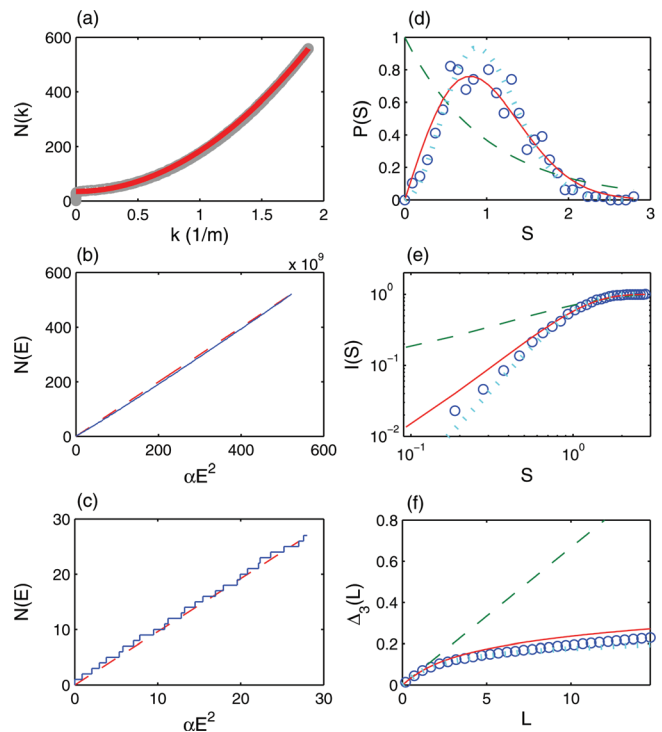 (a)
600
400
200
0
N(k)
0
0.5
1
1.5
2
k (1/m)
(b)
x 10⁹
600
400
200
0
N(E)
0
200
400
600
αE²
(c)
30
20
10
0
N(E)
0
10
20
30
αE²
(d)
1
0.8
0.6
0.4
0.2
0
P(S)
0
1
2
3
S
(e)
10⁰
10⁻¹
10⁻²
I(S)
10⁻¹
10⁰
S
(f)
0.8
0.6
0.4
0.2
0
Δ₃(L)
0
5
10
L